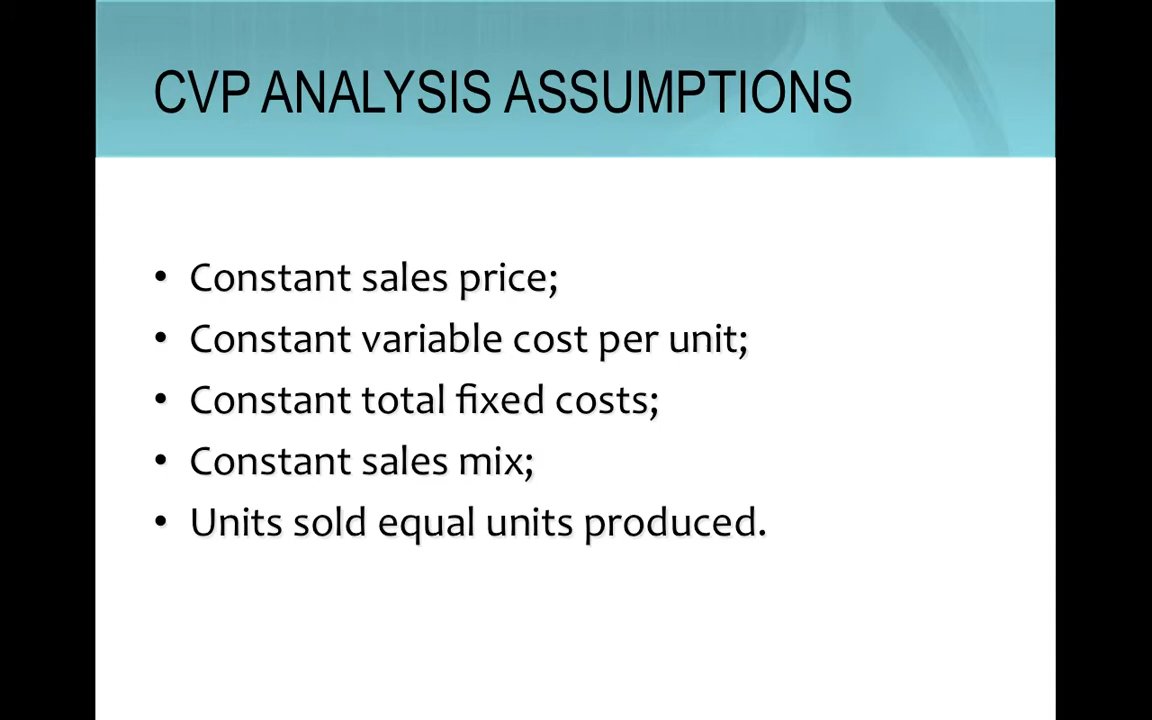 CVP ANALYSIS ASSUMPTIONS
• Constant sales price;
• Constant variable cost per unit;
• Constant total fixed costs;
• Constant sales mix;
• Units sold equal units produced.